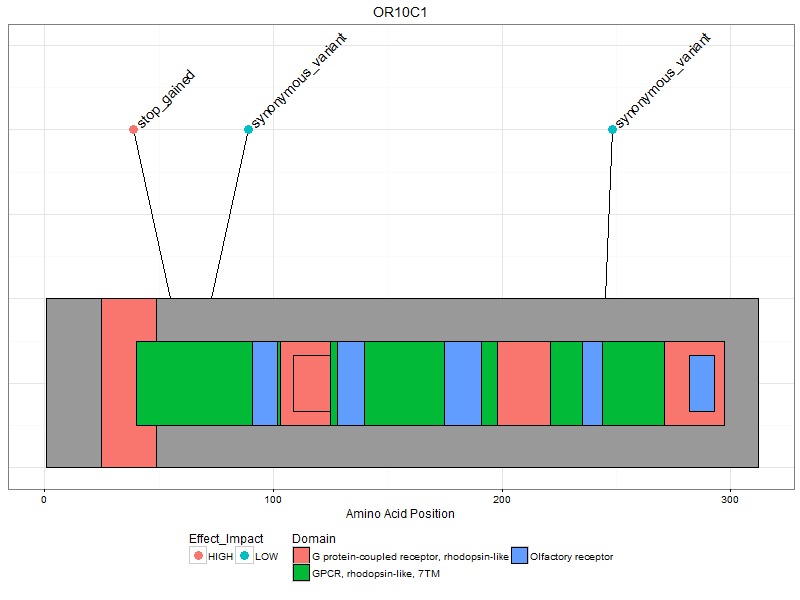 OR10C1
stop_gained
synonymous_variant
synonymous_variant
0 100 200 300
Amino Acid Position
Effect_Impact
HIGH LOW
Domain
G protein-coupled receptor, rhodopsin-like Olfactory receptor
GPCR, rhodopsin-like, 7TM